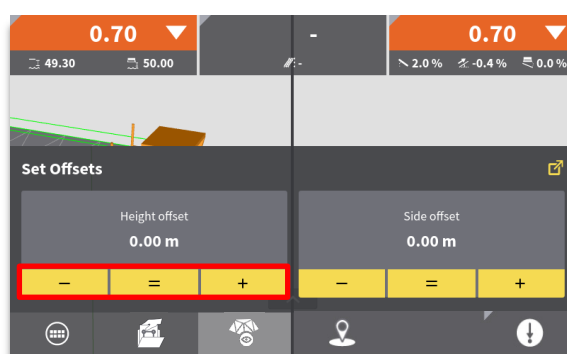 0.70 - 0.70
49.30 50.00 - 2.0 % -0.4 % 0.0 %
Set Offsets
Height offset Side offset
0.00 m 0.00 m
− = + − = +